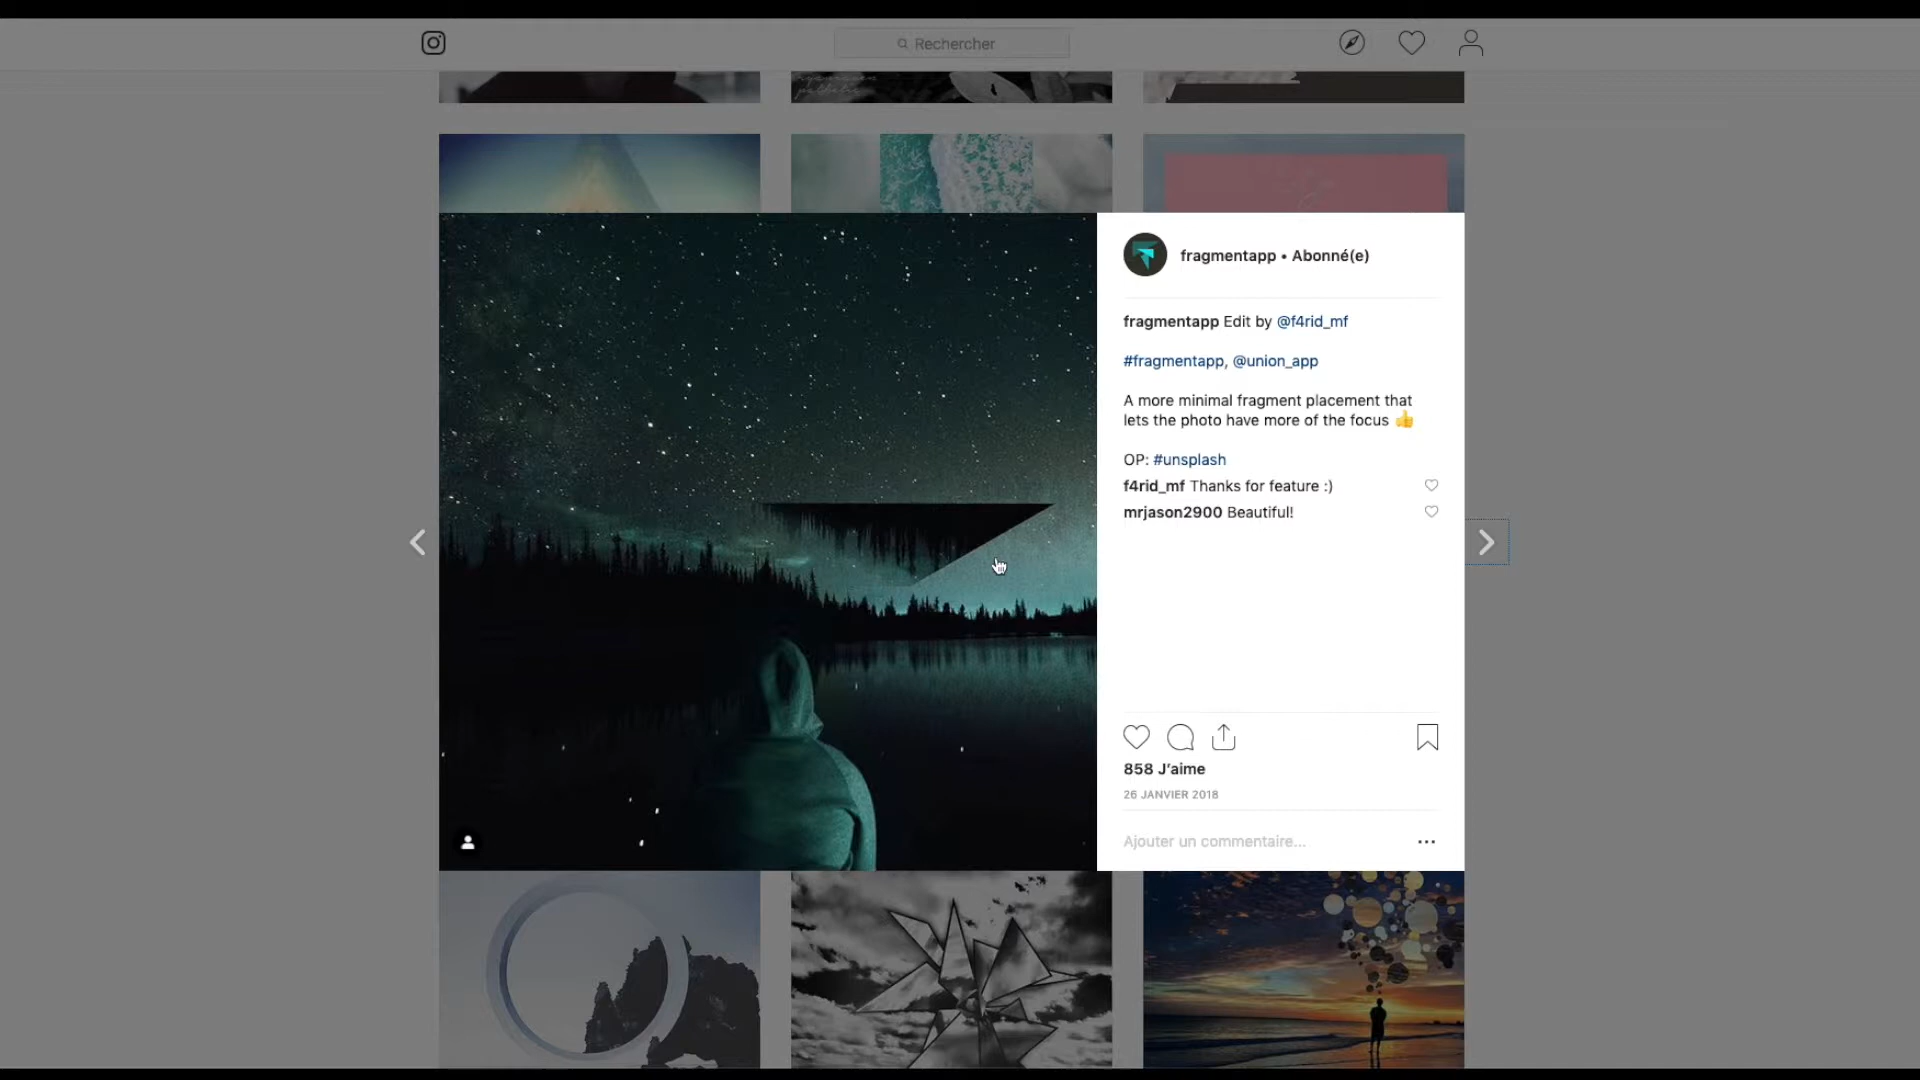 Rechercher
fragmentapp • Abonné(e)
fragmentapp Edit by @f4rid_mf
#fragmentapp, @union_app
A more minimal fragment placement that
lets the photo have more of the focus 👍
OP: #unsplash
f4rid_mf Thanks for feature :)
mrjason2900 Beautiful!
858 J’aime
26 JANVIER 2018
Ajouter un commentaire...